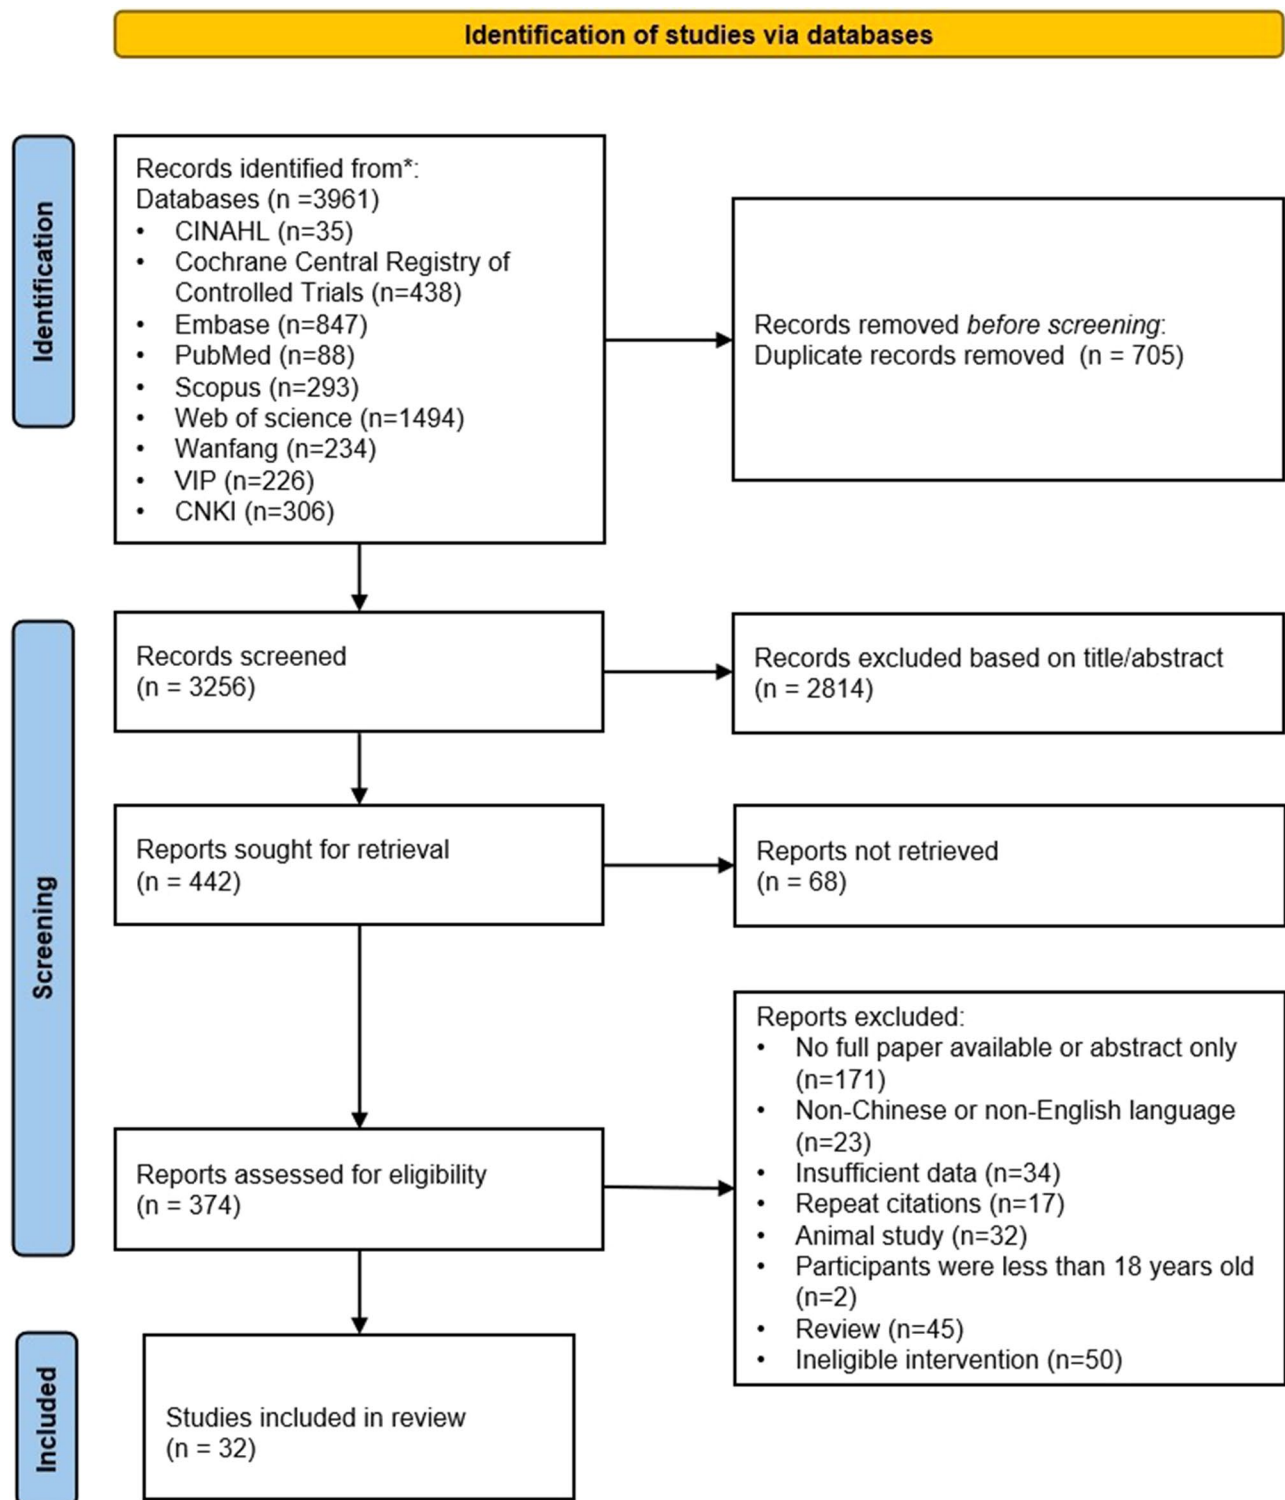 Identification of studies via databases
Identification
Records identified from*:
Databases (n =3961)
• CINAHL (n=35)
• Cochrane Central Registry of
Controlled Trials (n=438)
• Embase (n=847)
• PubMed (n=88)
• Scopus (n=293)
• Web of science (n=1494)
• Wanfang (n=234)
• VIP (n=226)
• CNKI (n=306)
Records removed before screening:
Duplicate records removed (n = 705)
Screening
Records screened
(n = 3256)
Records excluded based on title/abstract
(n = 2814)
Reports sought for retrieval
(n = 442)
Reports not retrieved
(n = 68)
Reports assessed for eligibility
(n = 374)
Reports excluded:
• No full paper available or abstract only
(n=171)
• Non-Chinese or non-English language
(n=23)
• Insufficient data (n=34)
• Repeat citations (n=17)
• Animal study (n=32)
• Participants were less than 18 years old
(n=2)
• Review (n=45)
• Ineligible intervention (n=50)
Included
Studies included in review
(n = 32)